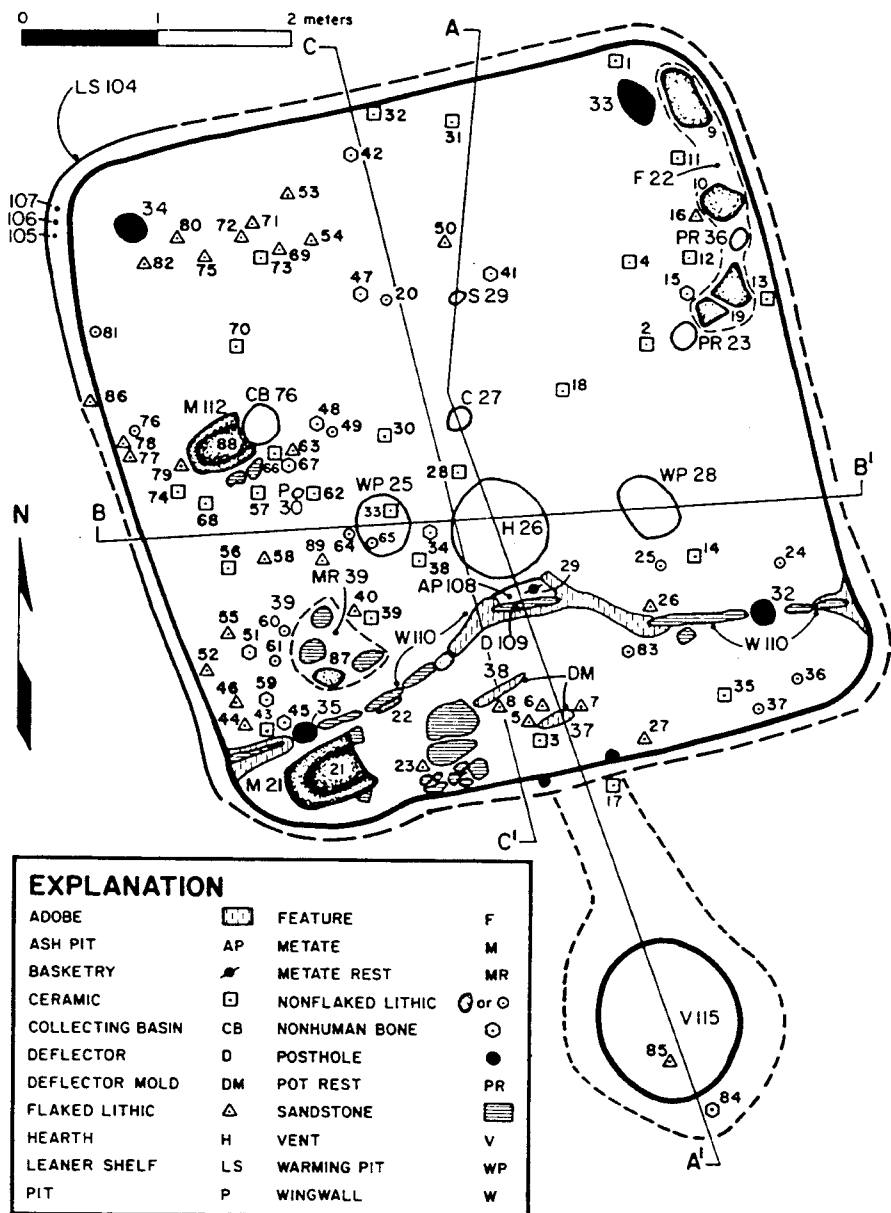 0 1 2 meters
A
C
LS 104
1
33
9
32
31
42
11
F 22
53
10
107
106
105
34
80 72 71
54
50
16
PR 36
82 75 73 69
4
12
47 20
41
S 29
15
13
19
81
70
2
PR 23
86
M 112 CB 76
48
49
C 27
18
76
78
77
88
63
30
79
66
67
28
WP 28
B'
74
68
57
P
30
62
WP 25
33
B
H 26
64 65
34
56
58
89
38
14
24
25
MR 39
AP 108
29
32
39
40
39
26
55
60
51
61
W 110
D 109
W 110
52
87
38
DM
83
36
46
59
35
22
8 6 7
35
37
44 43 45
5
37
3
27
M 21
21
23
17
C'
V 115
85
84
A'
N
EXPLANATION
ADOBE FEATURE F
ASH PIT AP METATE M
BASKETRY METATE REST MR
CERAMIC NONFLAKED LITHIC or
COLLECTING BASIN CB NONHUMAN BONE
DEFLECTOR D POSTHOLE
DEFLECTOR MOLD DM POT REST PR
FLAKED LITHIC SANDSTONE
HEARTH H VENT V
LEANER SHELF LS WARMING PIT WP
PIT P WINGWALL W